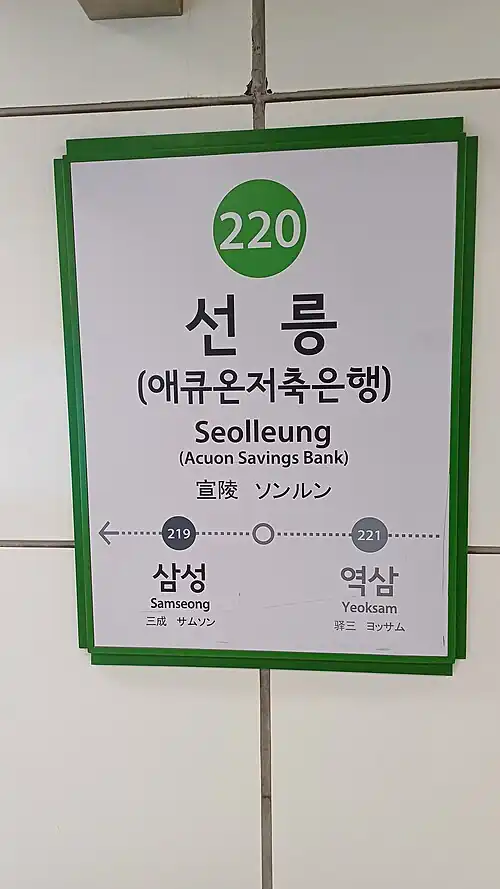 220
선 릉
(애큐온저축은행)
Seolleung
(Acuon Savings Bank)
宣陵 ソンルン
219 221
삼성 역삼
Samseong Yeoksam
三成 サムソン 驿三 ヨッサム